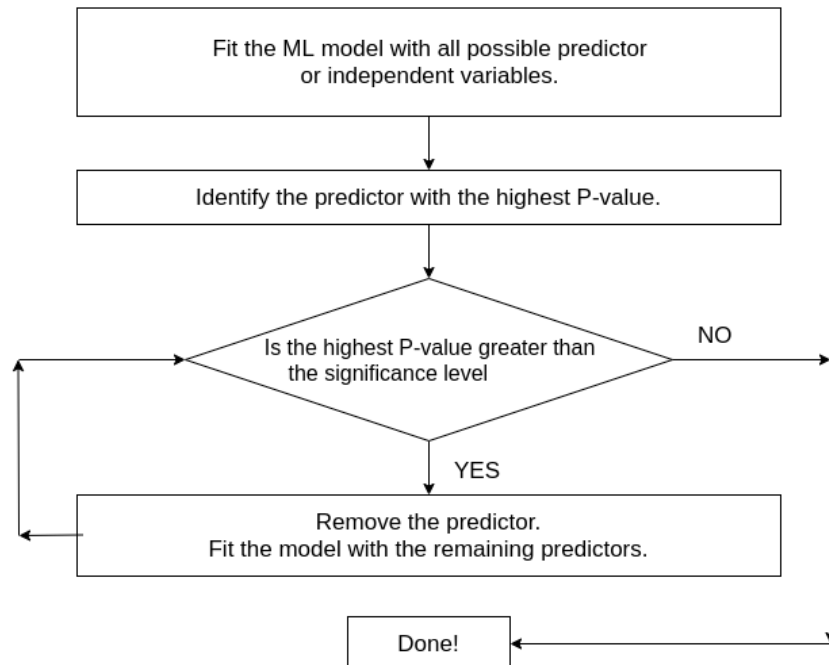 Fit the ML model with all possible predictor
or independent variables.
Identify the predictor with the highest P-value.
Is the highest P-value greater than
the significance level
NO
YES
Remove the predictor.
Fit the model with the remaining predictors.
Done!